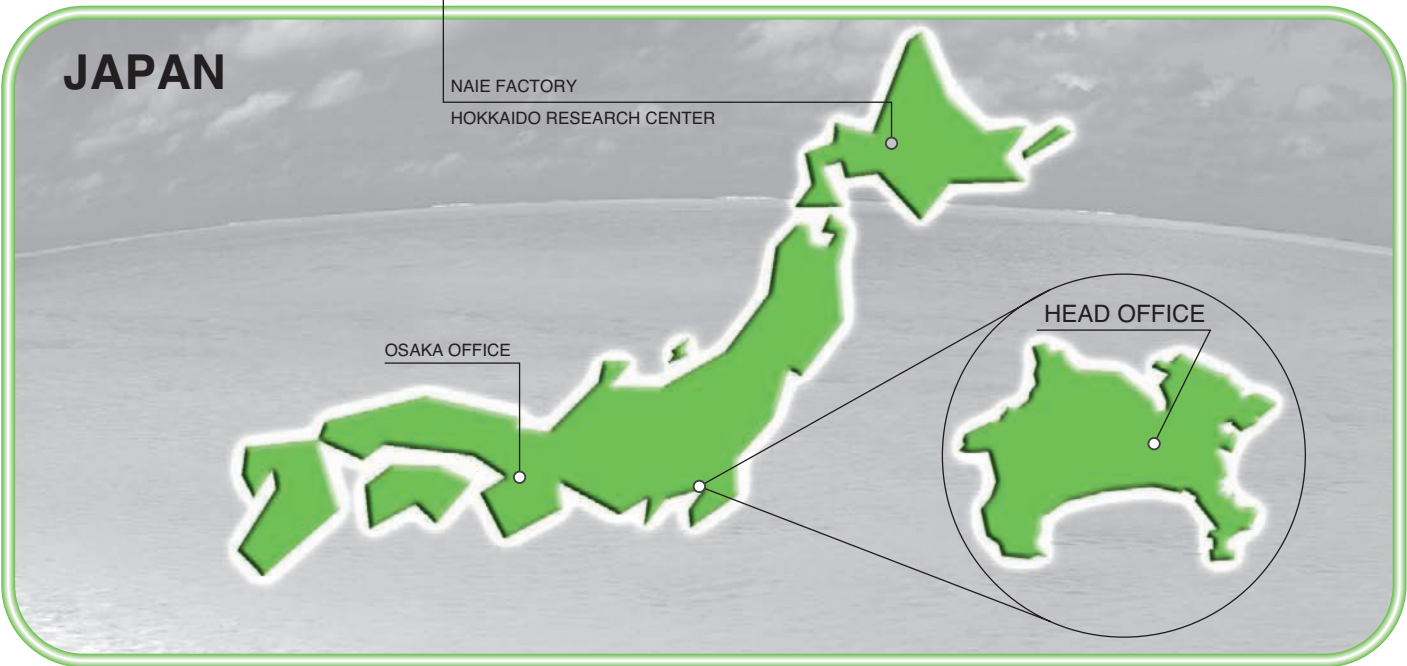 JAPAN
NAIE FACTORY
HOKKAIDO RESEARCH CENTER
HEAD OFFICE
OSAKA OFFICE